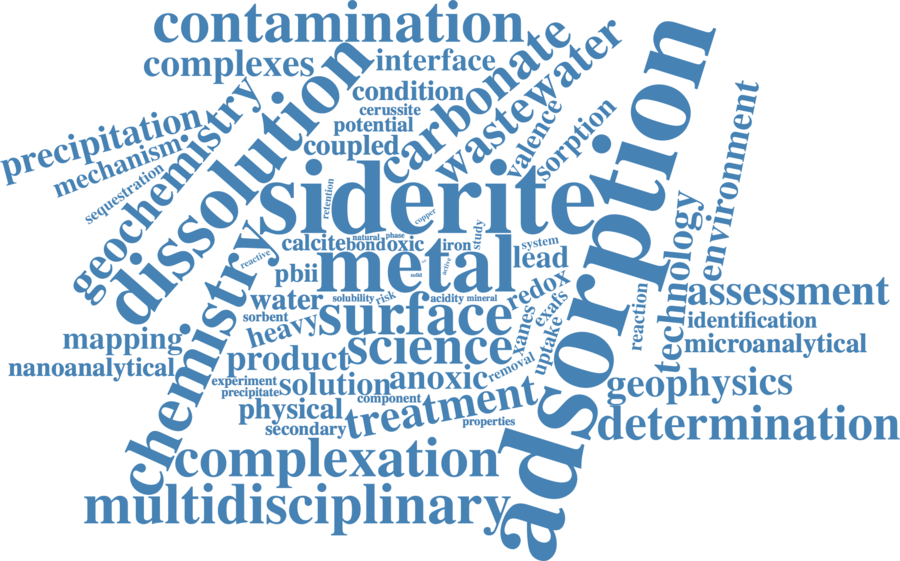 contamination
complexes
interface
condition
cerussite
potential
coupled
carbonate
wastewater
valence
sorption
adsorption
environment
precipitation
mechanism
sequestration
geochemistry
dissolution
siderite
retention
copper
study
calcite
natural
phase
bond
oxic
iron
system
reactive
metal
lead
solid
active
pbii
water
solubility
risk
acidity
mineral
redox
technology
assessment
sorbent
heavy
surface
xanes
exafs
reaction
identification
microanalytical
mapping
nanoanalytical
chemistry
product
science
uptake
removal
experiment
precipitate
solution
anoxic
component
geophysics
physical
secondary
treatment
properties
determination
complexation
multidisciplinary